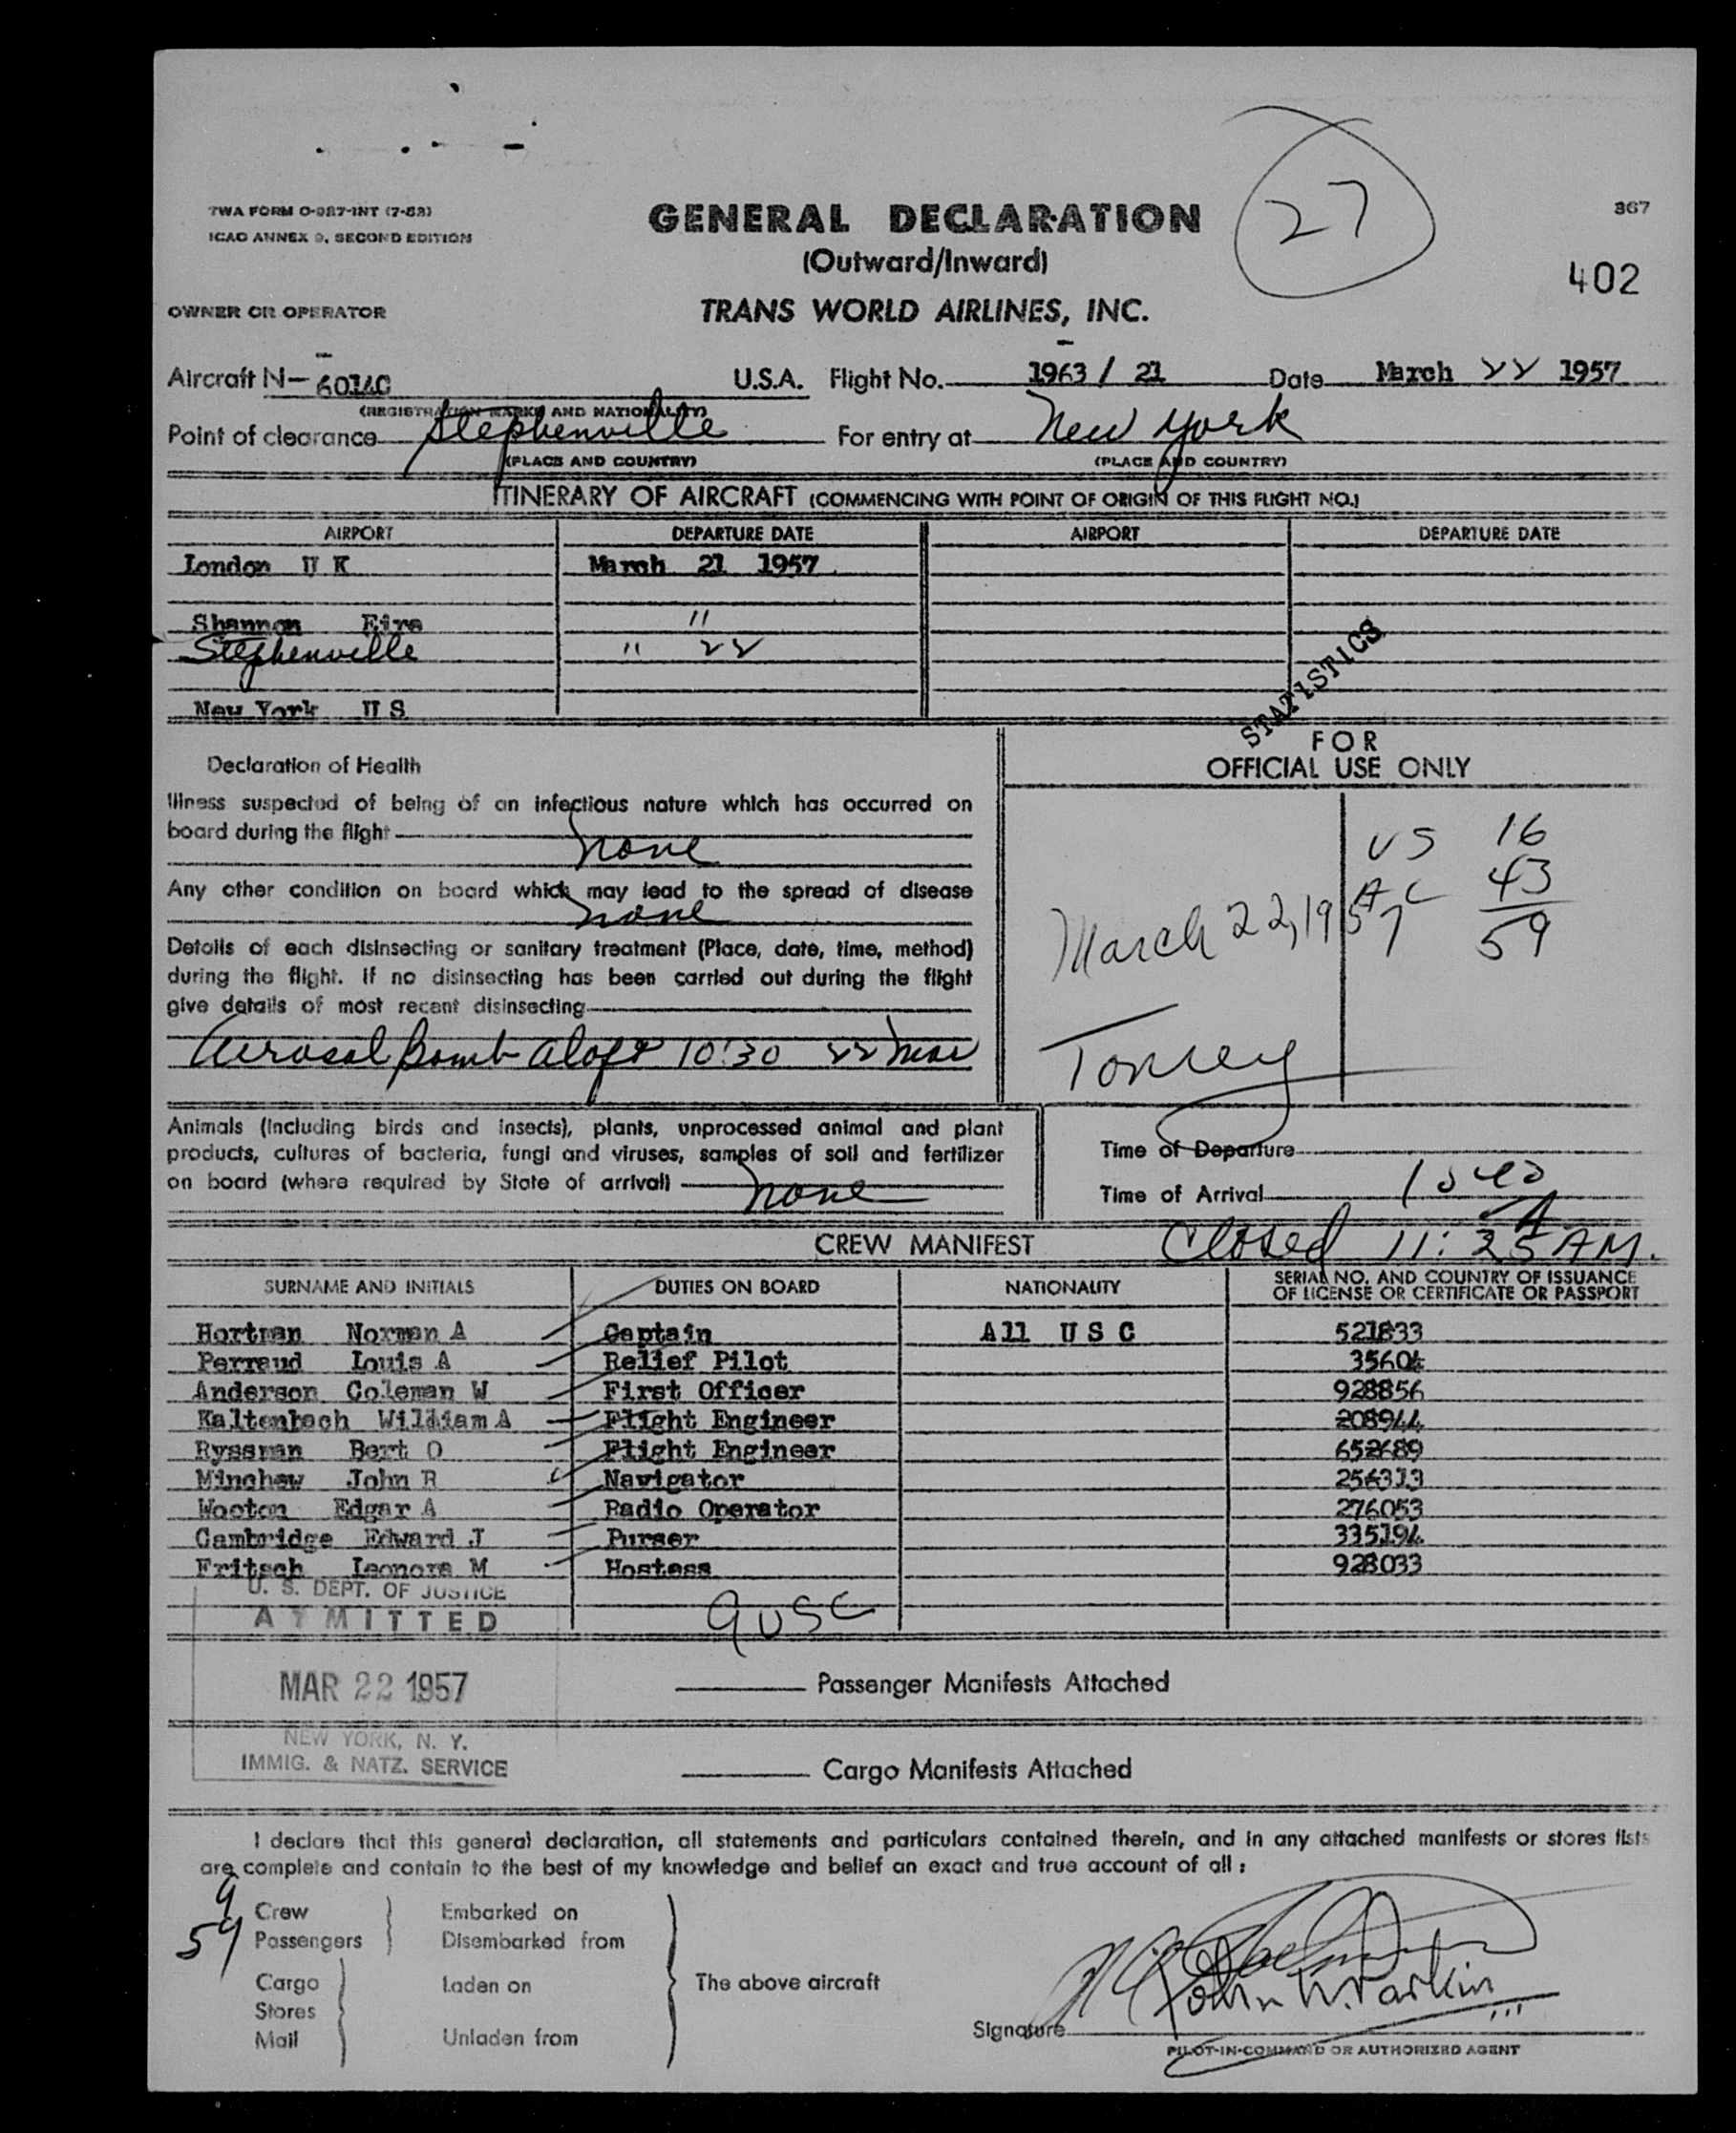 27
TWA FORM O-027-INT (7-53)
ICAO ANNEX 9, SECOND EDITION
GENERAL DECLARATION
(Outward/Inward)
367
402
OWNER OR OPERATOR
TRANS WORLD AIRLINES, INC.
Aircraft N- 6014C U.S.A. Flight No. 1963 / 21 Date March 22 1957
(REGISTRATION MARKS AND NATIONALITY)
Point of clearance Stephenville For entry at New York
(PLACE AND COUNTRY) (PLACE AND COUNTRY)
ITINERARY OF AIRCRAFT (COMMENCING WITH POINT OF ORIGIN OF THIS FLIGHT NO.)
AIRPORT DEPARTURE DATE AIRPORT DEPARTURE DATE
London U K March 21 1957
Shannon Eire "
Stephenville " 22
New York U S
STATISTICS
Declaration of Health
FOR
OFFICIAL USE ONLY
Illness suspected of being of an infectious nature which has occurred on
board during the flight none
Any other condition on board which may lead to the spread of disease
none
Details of each disinsecting or sanitary treatment (Place, date, time, method)
during the flight. If no disinsecting has been carried out during the flight
give details of most recent disinsecting
Aerosol Bomb aloft 10:30 22 Mar
US 16
43
59
March 22, 1957
Animals (including birds and insects), plants, unprocessed animal and plant
products, cultures of bacteria, fungi and viruses, samples of soil and fertilizer
on board (where required by State of arrival) none
Time of Departure
Time of Arrival
CREW MANIFEST
Closed 11:35 AM.
SURNAME AND INITIALS DUTIES ON BOARD NATIONALITY SERIAL NO. AND COUNTRY OF ISSUANCE
OF LICENSE OR CERTIFICATE OR PASSPORT
Hortman Norman A Captain All U S C 521833
Perraud Louis A Relief Pilot 35604
Anderson Coleman W First Officer 928856
Kaltenbach William A Flight Engineer 208944
Ryssman Bert O Flight Engineer 652689
Minchew John R Navigator 256313
Wooton Edgar A Radio Operator 276053
Cambridge Edward J Purser 335194
Fritsch Leonora M Hostess 928033
9 USC
U. S. DEPT. OF JUSTICE
ADMITTED
MAR 22 1957
NEW YORK, N. Y.
IMMIG. & NATZ. SERVICE
Passenger Manifests Attached
Cargo Manifests Attached
I declare that this general declaration, all statements and particulars contained therein, and in any attached manifests or stores lists
are complete and contain to the best of my knowledge and belief an exact and true account of all :
9 Crew Embarked on
59 Passengers Disembarked from
Cargo Laden on The above aircraft
Stores
Mail Unladen from
John W. Parkin
Signature
PILOT-IN-COMMAND OR AUTHORIZED AGENT